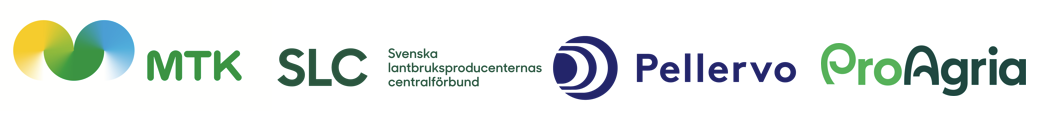 MTK
SLC
Svenska
lantbruksproducenternas
centralförbund
Pellervo
ProAgria